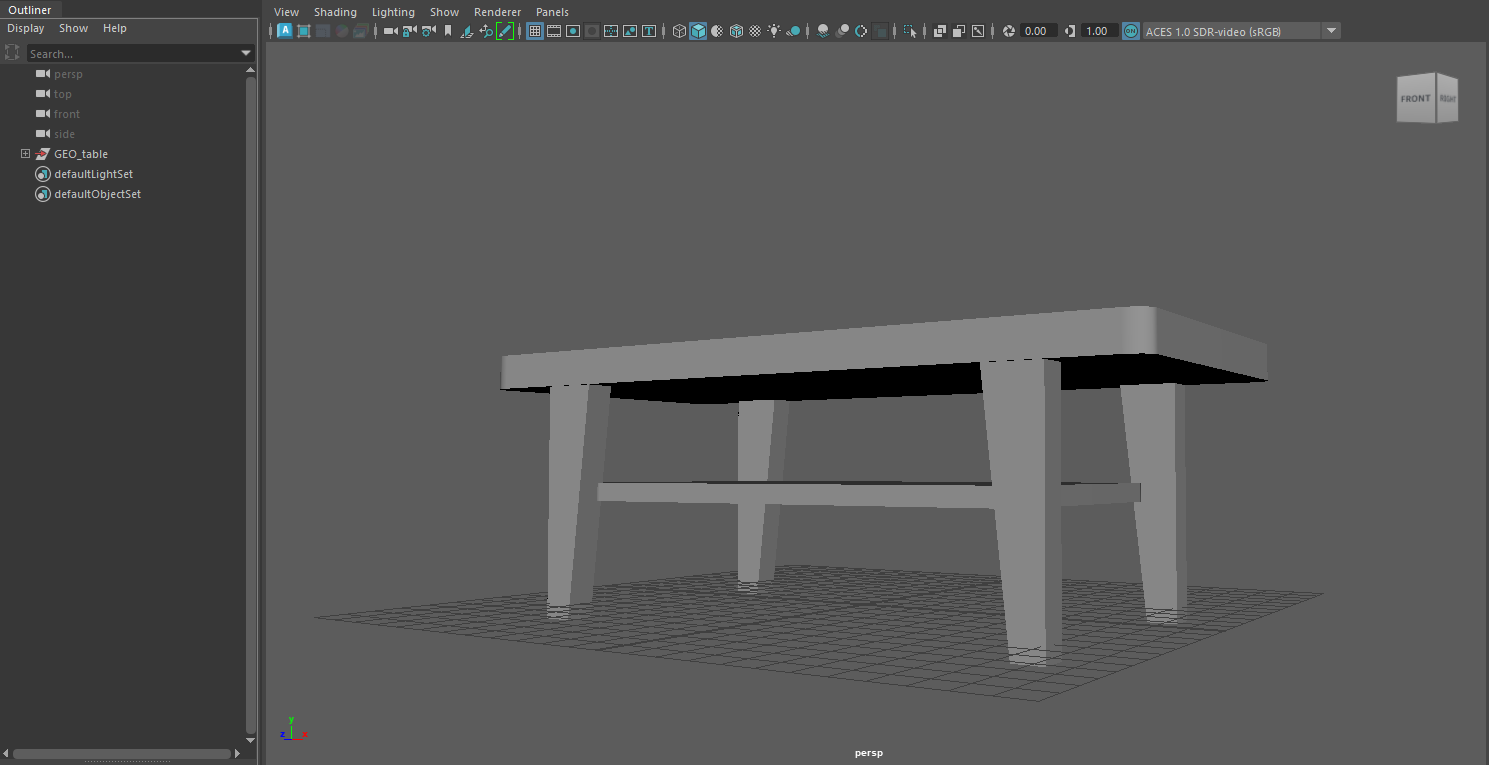 Outliner
Display Show Help
Search...
persp
top
front
side
GEO_table
defaultLightSet
defaultObjectSet
View Shading Lighting Show Renderer Panels
A T 0.00 1.00 ON ACES 1.0 SDR-video (sRGB)
FRONT RIGHT
y
z x
persp